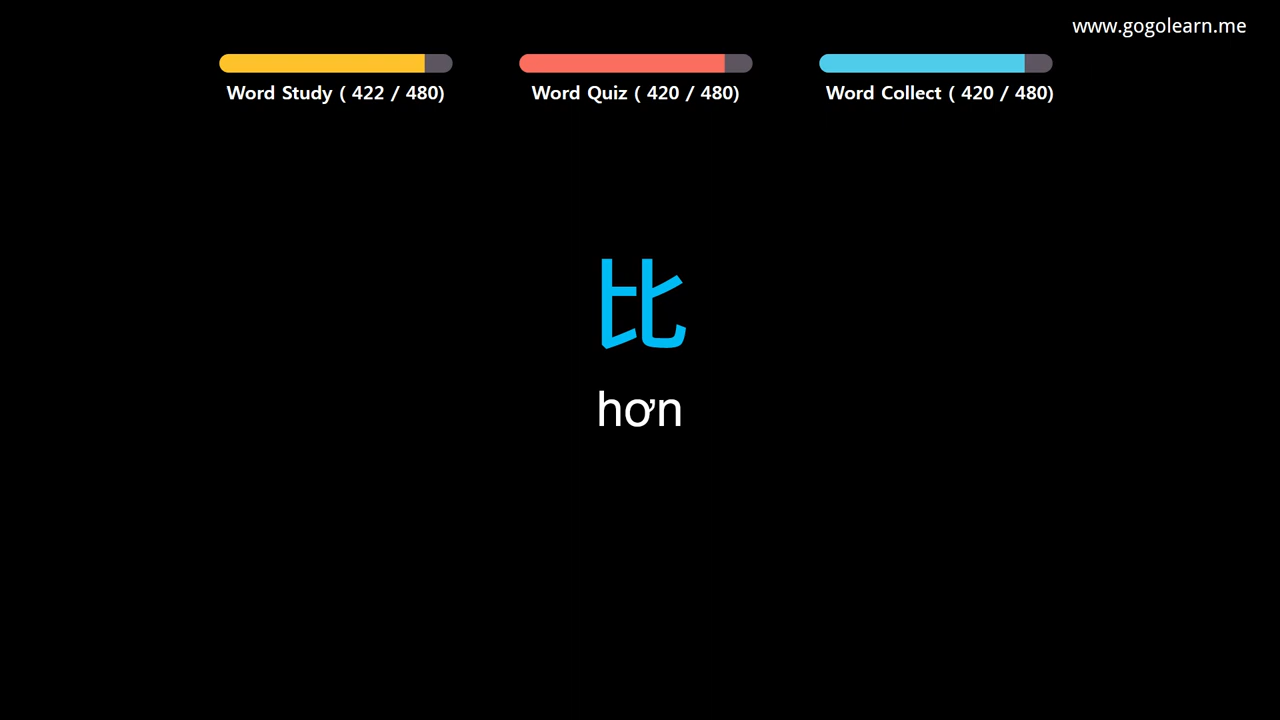 www.gogolearn.me
Word Study ( 422 / 480)
Word Quiz ( 420 / 480)
Word Collect ( 420 / 480)
比
hơn